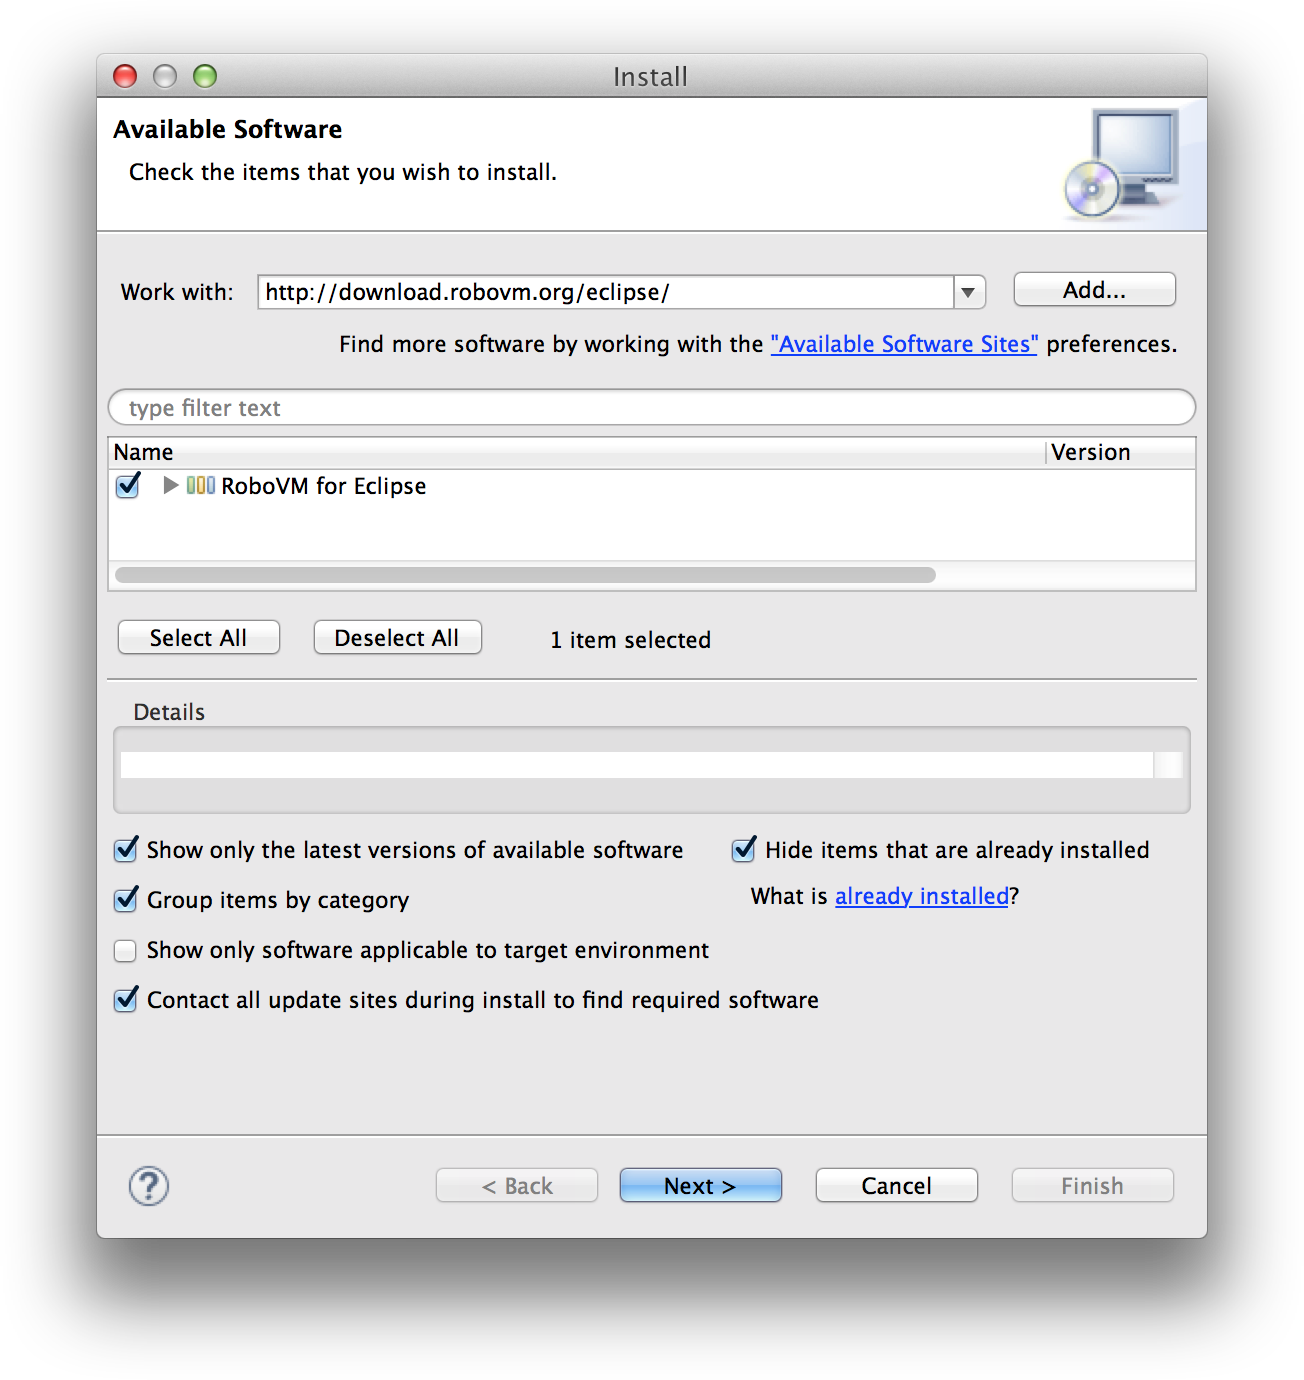 Install
Available Software
Check the items that you wish to install.
Work with: http://download.robovm.org/eclipse/ Add...
Find more software by working with the "Available Software Sites" preferences.
type filter text
Name Version
RoboVM for Eclipse
Select All Deselect All 1 item selected
Details
Show only the latest versions of available software Hide items that are already installed
Group items by category What is already installed?
Show only software applicable to target environment
Contact all update sites during install to find required software
? < Back Next > Cancel Finish